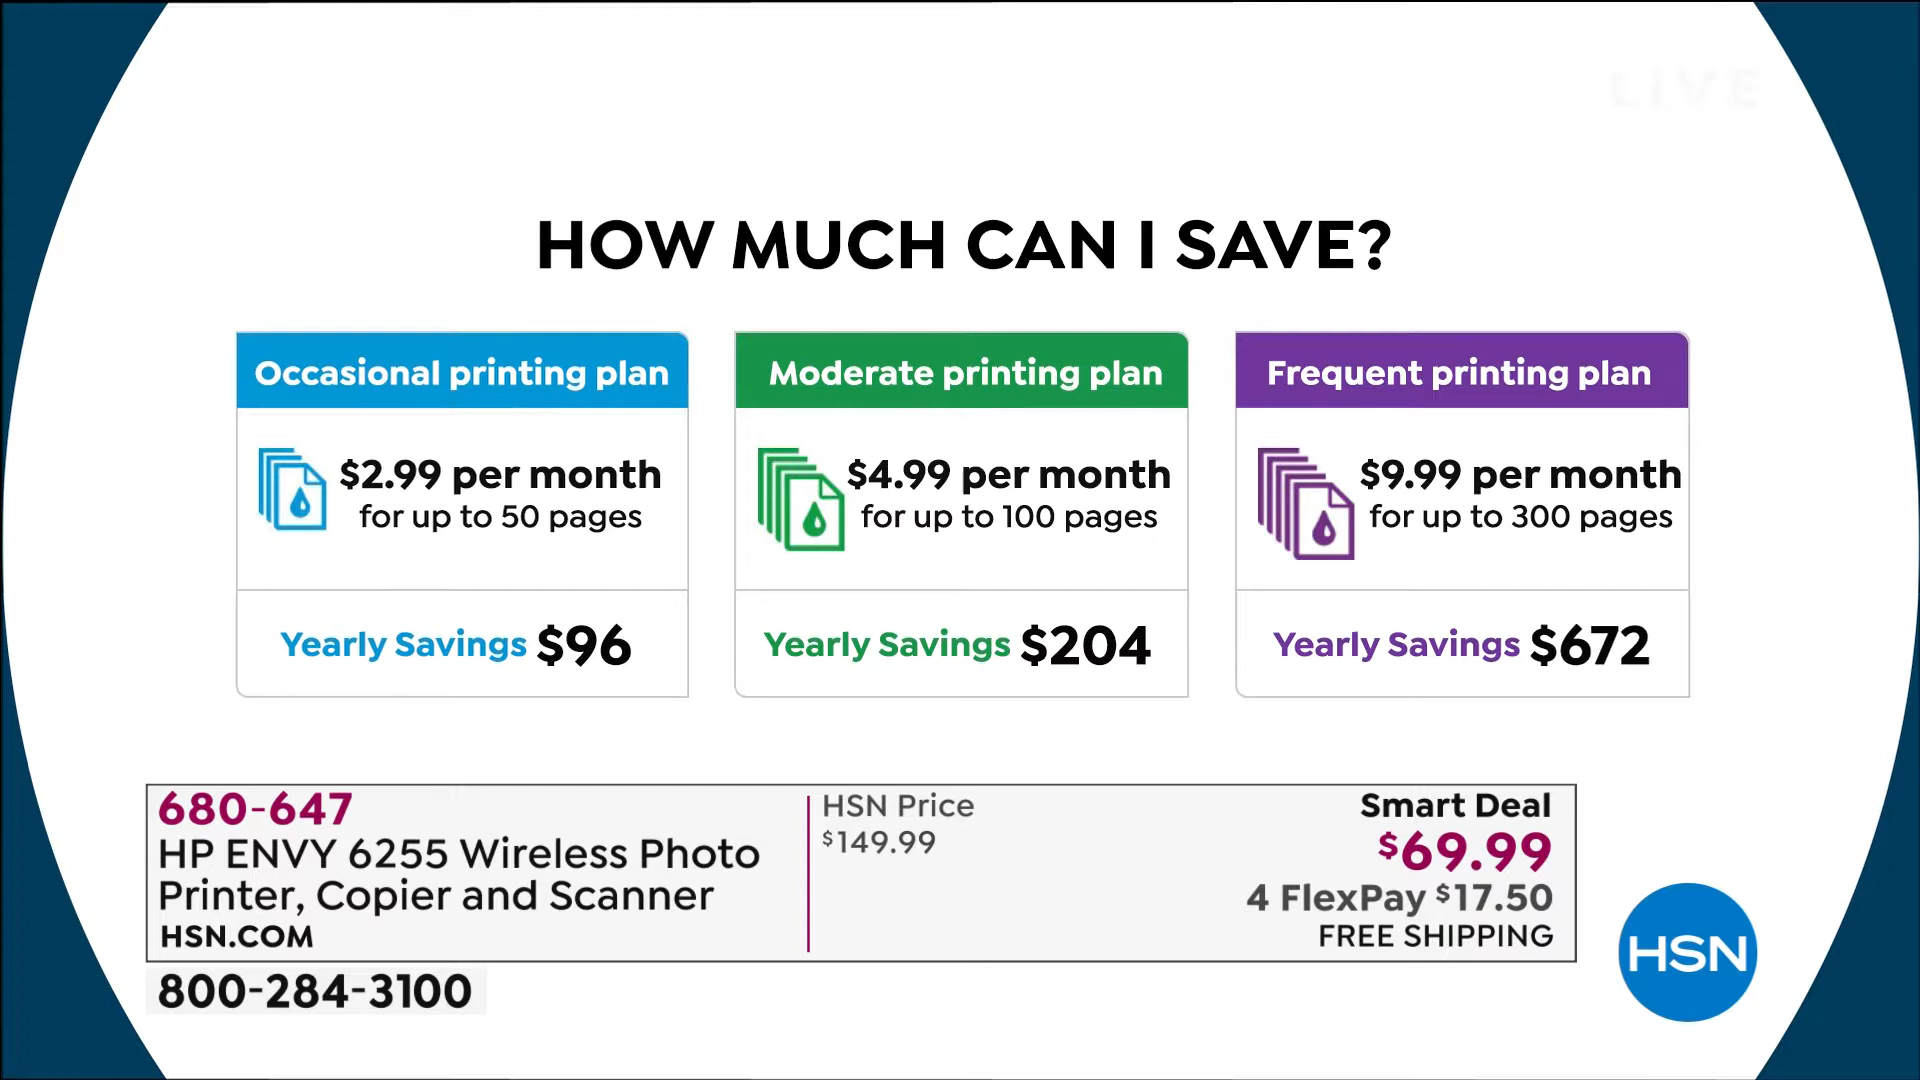 LIVE
HOW MUCH CAN I SAVE?
Occasional printing plan
$2.99 per month
for up to 50 pages
Yearly Savings $96
Moderate printing plan
$4.99 per month
for up to 100 pages
Yearly Savings $204
Frequent printing plan
$9.99 per month
for up to 300 pages
Yearly Savings $672
680-647
HP ENVY 6255 Wireless Photo
Printer, Copier and Scanner
HSN.COM
HSN Price
$149.99
Smart Deal
$69.99
4 FlexPay $17.50
FREE SHIPPING
800-284-3100
HSN